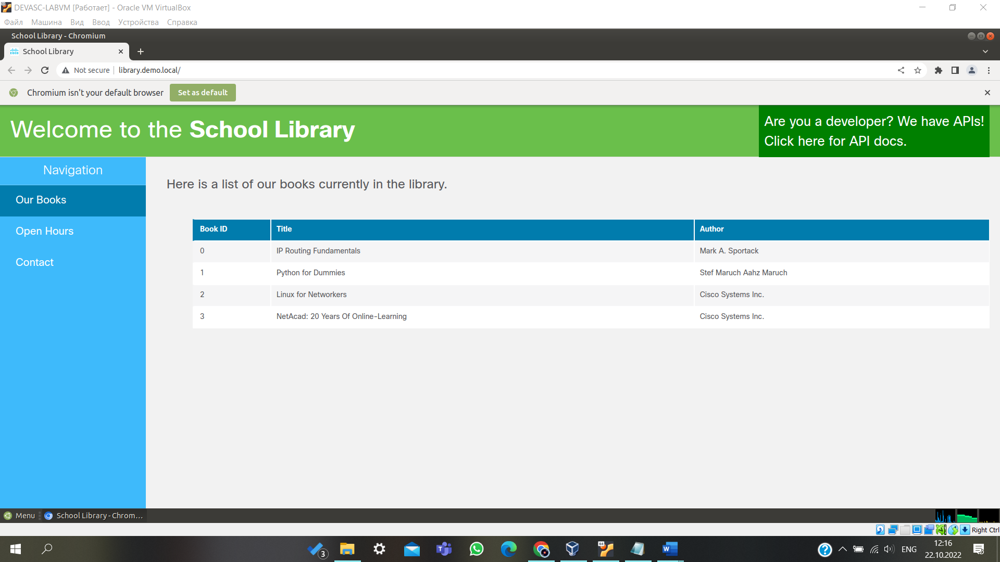 DEVASC-LABVM [Работает] - Oracle VM VirtualBox
Файл Машина Вид Ввод Устройства Справка
School Library - Chromium
School Library
Not secure library.demo.local/
Chromium isn't your default browser Set as default
Welcome to the School Library
Are you a developer? We have APIs!
Click here for API docs.
Navigation
Our Books
Open Hours
Contact
Here is a list of our books currently in the library.
Book ID Title Author
0 IP Routing Fundamentals Mark A. Sportack
1 Python for Dummies Stef Maruch Aahz Maruch
2 Linux for Networkers Cisco Systems Inc.
3 NetAcad: 20 Years Of Online-Learning Cisco Systems Inc.
Menu School Library - Chrom...
Right Ctrl
3
ENG
12:16
22.10.2022